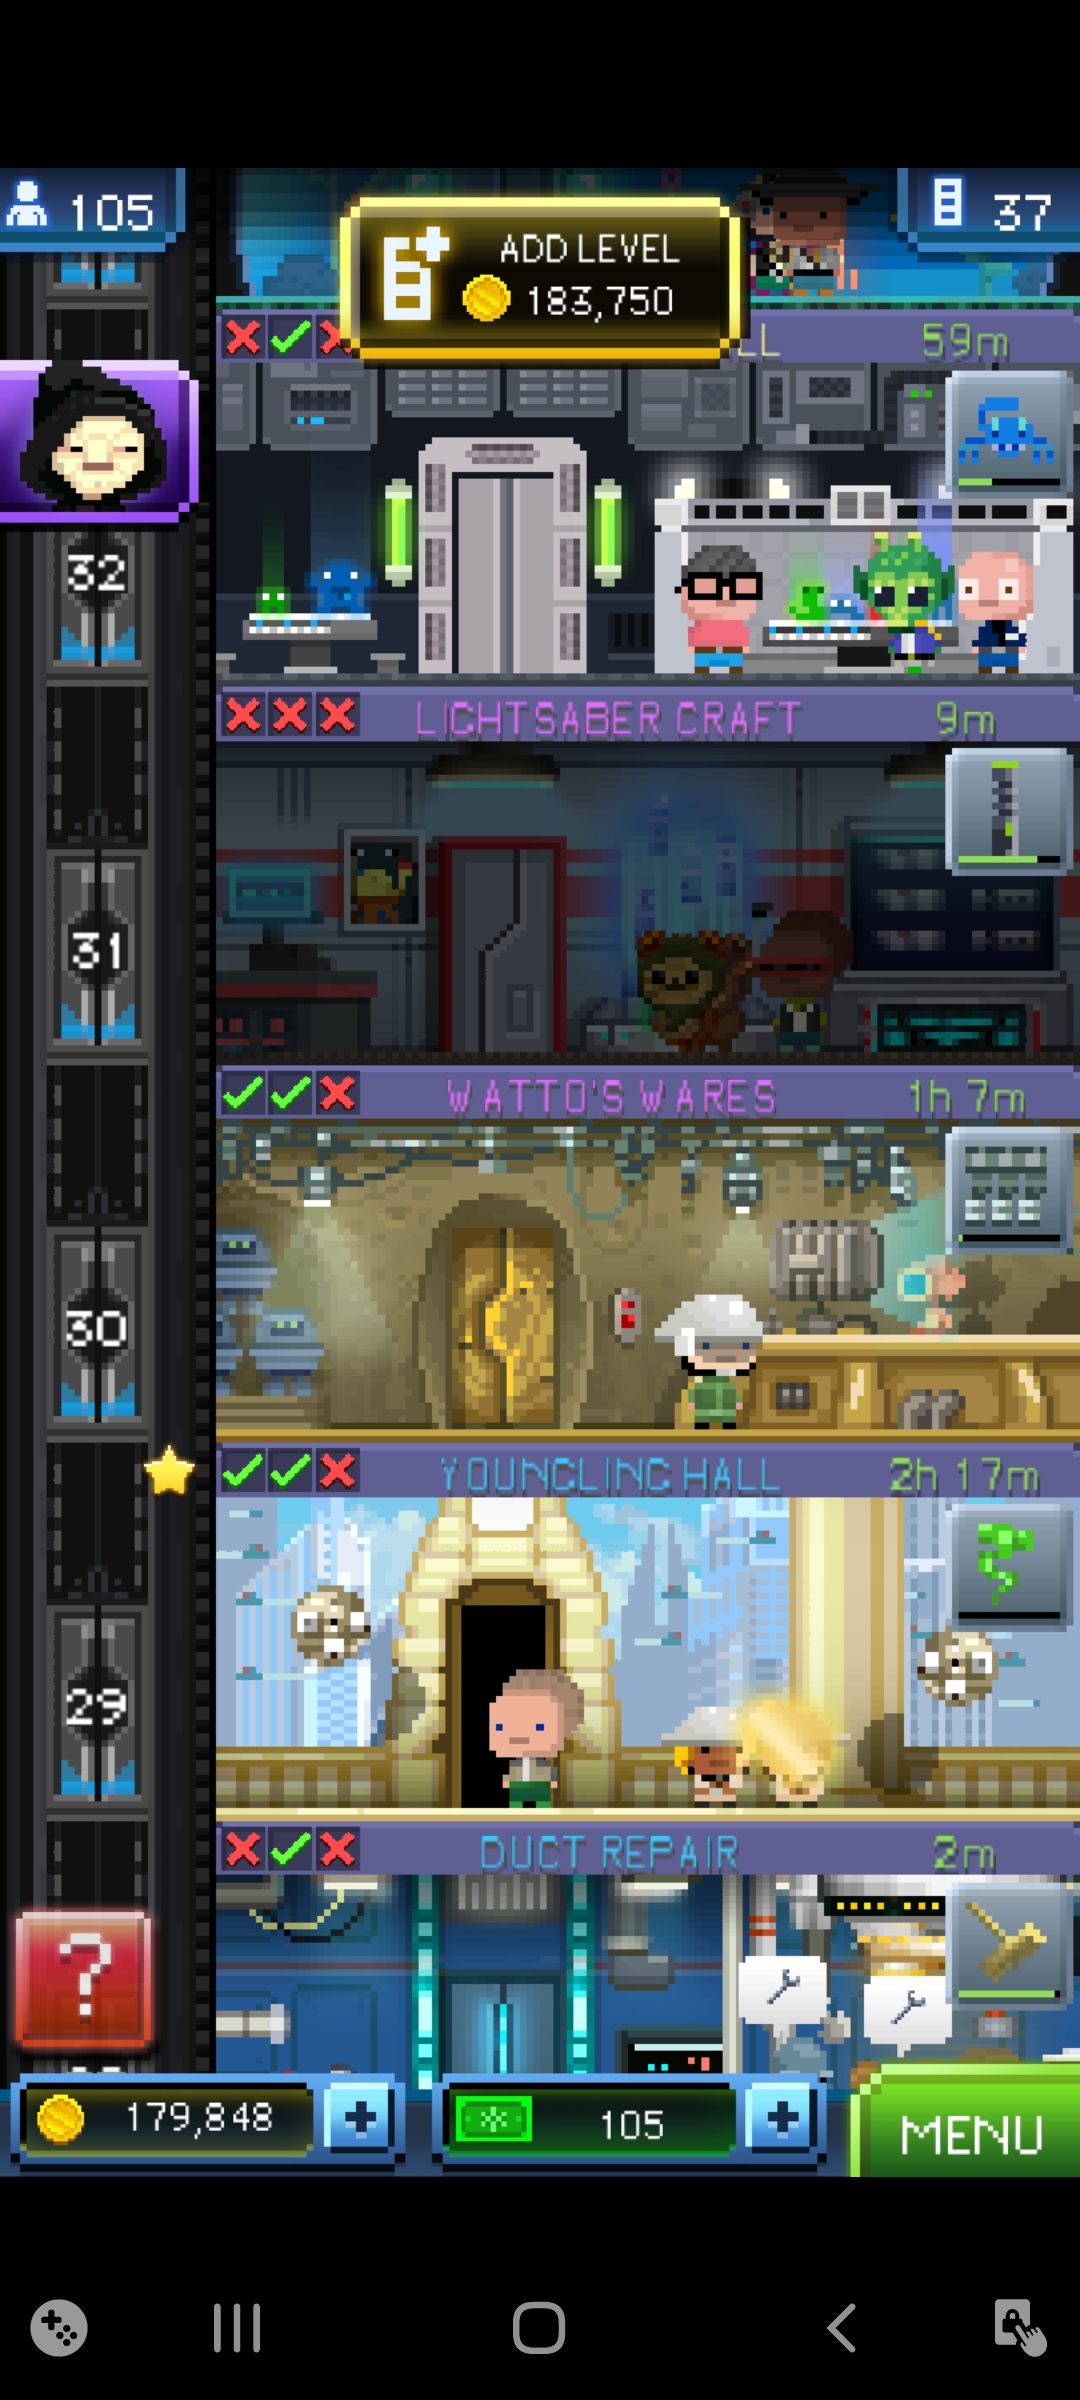 105
37
ADD LEVEL
183,750
LL
59m
32
LIGHTSABER CRAFT
9m
31
WATTO'S WARES
1h 7m
30
YOUNGLING HALL
2h 17m
29
DUCT REPAIR
2m
?
179,848
+
105
+
MENU